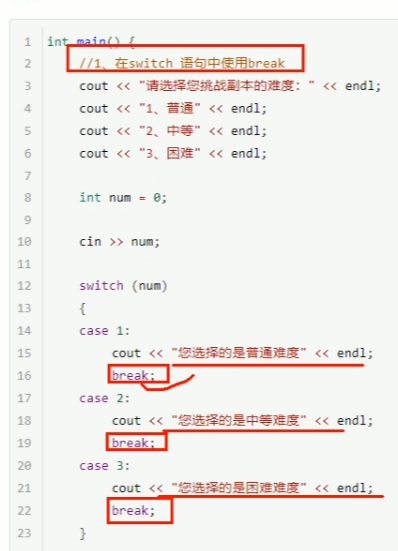 1 int main() {
2 //1、在switch 语句中使用break
3 cout << "请选择您挑战副本的难度：" << endl;
4 cout << "1、普通" << endl;
5 cout << "2、中等" << endl;
6 cout << "3、困难" << endl;
7
8 int num = 0;
9
10 cin >> num;
11
12 switch (num)
13 {
14 case 1:
15 cout << "您选择的是普通难度" << endl;
16 break;
17 case 2:
18 cout << "您选择的是中等难度" << endl;
19 break;
20 case 3:
21 cout << "您选择的是困难难度" << endl;
22 break;
23 }